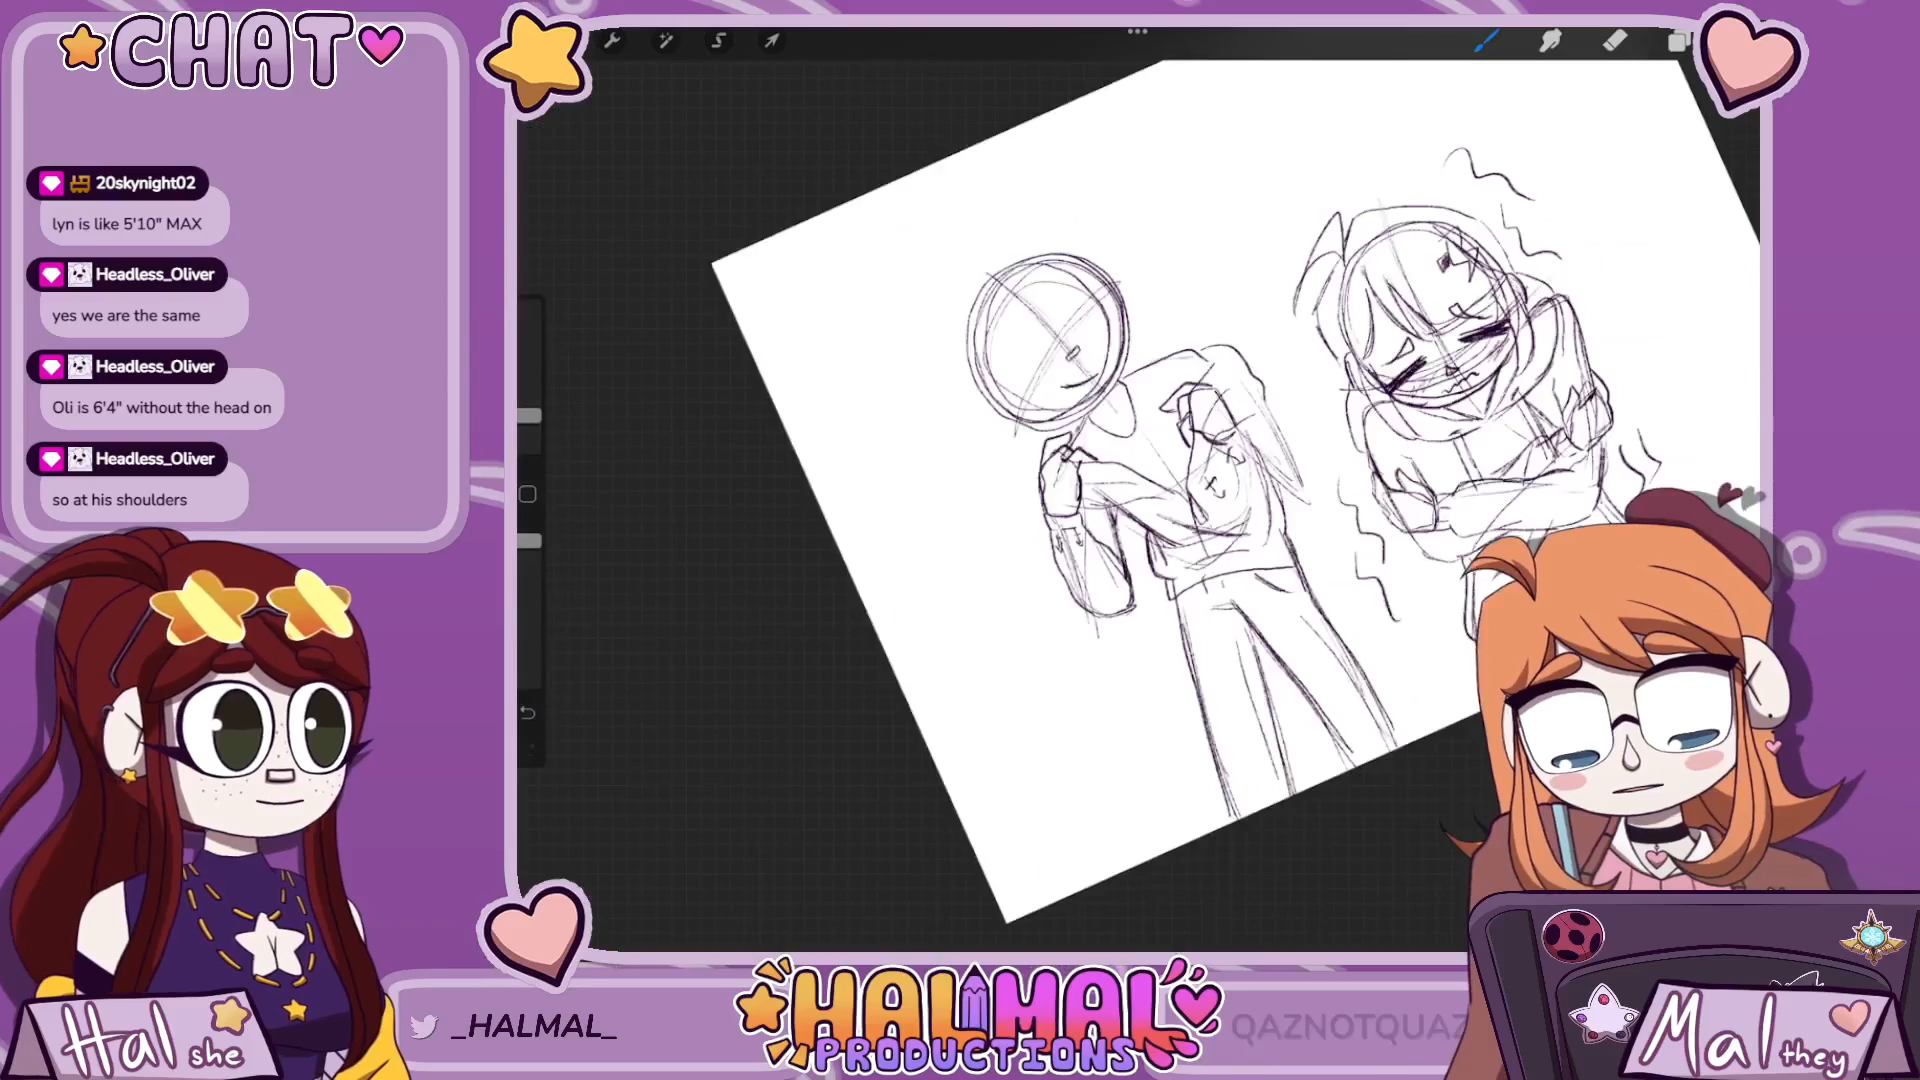 CHAT
20skynight02
lyn is like 5'10" MAX
Headless_Oliver
yes we are the same
Headless_Oliver
Oli is 6'4" without the head on
Headless_Oliver
so at his shoulders
Hal she
_HALMAL_
HALMAL
PRODUCTIONS
QAZNOTQUAZ
Mal they